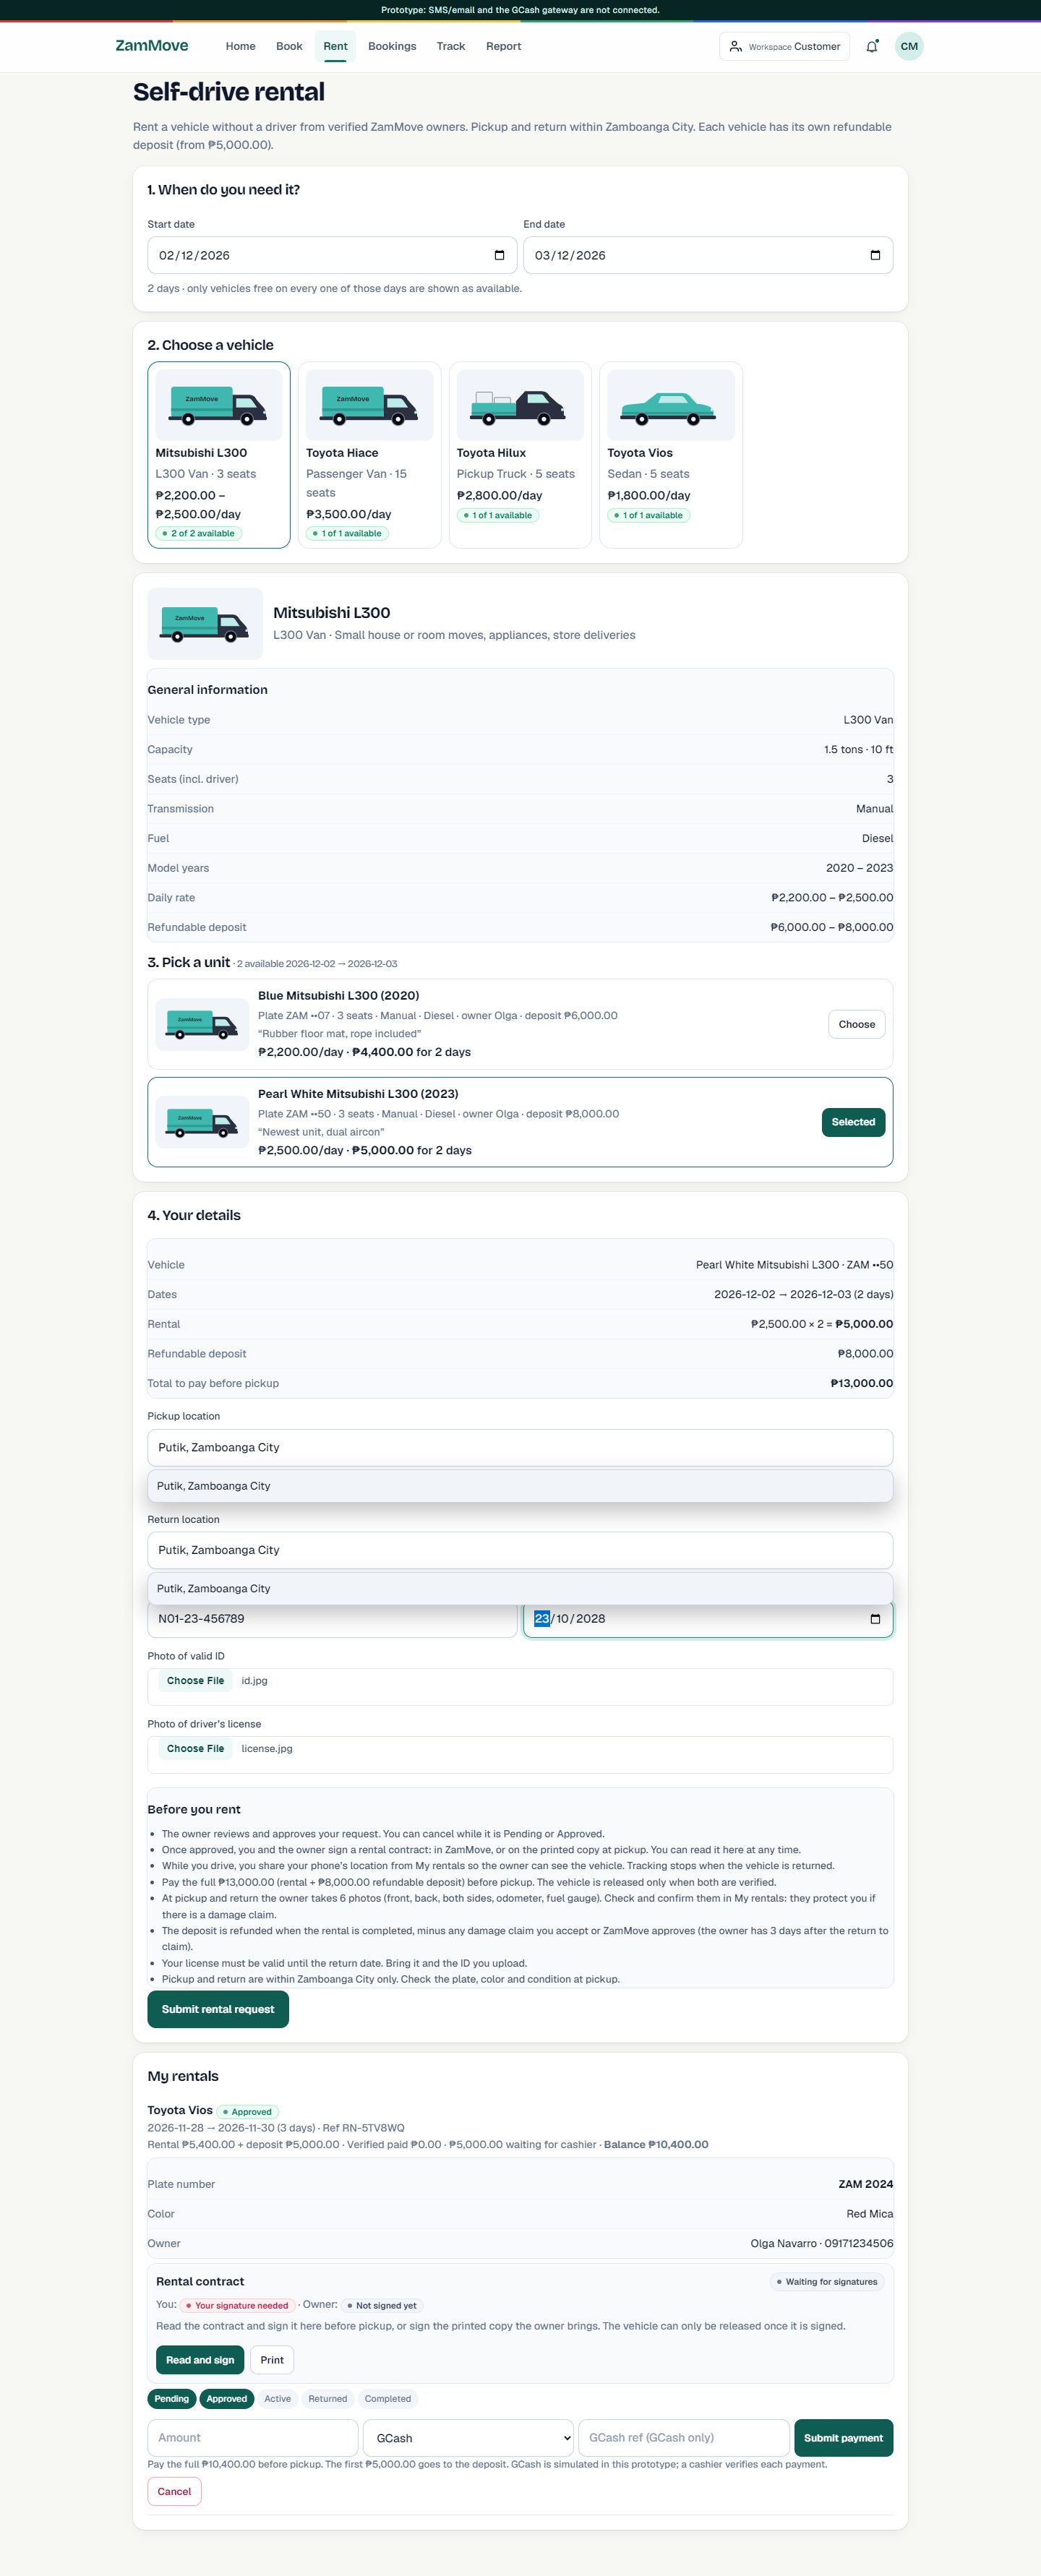 Prototype: SMS/email and the GCash gateway are not connected.
ZamMove
Home
Book
Rent
Bookings
Track
Report
Workspace Customer
CM
Self-drive rental
Rent a vehicle without a driver from verified ZamMove owners. Pickup and return within Zamboanga City. Each vehicle has its own refundable
deposit (from ₱5,000.00).
1. When do you need it?
Start date
End date
02/12/2026
03/12/2026
2 days · only vehicles free on every one of those days are shown as available.
2. Choose a vehicle
ZamMove
Mitsubishi L300
L300 Van · 3 seats
₱2,200.00 –
₱2,500.00/day
2 of 2 available
ZamMove
Toyota Hiace
Passenger Van · 15
seats
₱3,500.00/day
1 of 1 available
Toyota Hilux
Pickup Truck · 5 seats
₱2,800.00/day
1 of 1 available
Toyota Vios
Sedan · 5 seats
₱1,800.00/day
1 of 1 available
ZamMove
Mitsubishi L300
L300 Van · Small house or room moves, appliances, store deliveries
General information
Vehicle type
L300 Van
Capacity
1.5 tons · 10 ft
Seats (incl. driver)
3
Transmission
Manual
Fuel
Diesel
Model years
2020 – 2023
Daily rate
₱2,200.00 – ₱2,500.00
Refundable deposit
₱6,000.00 – ₱8,000.00
3. Pick a unit · 2 available 2026-12-02 → 2026-12-03
ZamMove
Blue Mitsubishi L300 (2020)
Plate ZAM ••07 · 3 seats · Manual · Diesel · owner Olga · deposit ₱6,000.00
“Rubber floor mat, rope included”
₱2,200.00/day · ₱4,400.00 for 2 days
Choose
ZamMove
Pearl White Mitsubishi L300 (2023)
Plate ZAM ••50 · 3 seats · Manual · Diesel · owner Olga · deposit ₱8,000.00
“Newest unit, dual aircon”
₱2,500.00/day · ₱5,000.00 for 2 days
Selected
4. Your details
Vehicle
Pearl White Mitsubishi L300 · ZAM ••50
Dates
2026-12-02 → 2026-12-03 (2 days)
Rental
₱2,500.00 × 2 = ₱5,000.00
Refundable deposit
₱8,000.00
Total to pay before pickup
₱13,000.00
Pickup location
Putik, Zamboanga City
Putik, Zamboanga City
Return location
Putik, Zamboanga City
Putik, Zamboanga City
N01-23-456789
23/10/2028
Photo of valid ID
Choose File id.jpg
Photo of driver’s license
Choose File license.jpg
Before you rent
• The owner reviews and approves your request. You can cancel while it is Pending or Approved.
• Once approved, you and the owner sign a rental contract: in ZamMove, or on the printed copy at pickup. You can read it here at any time.
• While you drive, you share your phone’s location from My rentals so the owner can see the vehicle. Tracking stops when the vehicle is returned.
• Pay the full ₱13,000.00 (rental + ₱8,000.00 refundable deposit) before pickup. The vehicle is released only when both are verified.
• At pickup and return the owner takes 6 photos (front, back, both sides, odometer, fuel gauge). Check and confirm them in My rentals: they protect you if
there is a damage claim.
• The deposit is refunded when the rental is completed, minus any damage claim you accept or ZamMove approves (the owner has 3 days after the return to
claim).
• Your license must be valid until the return date. Bring it and the ID you upload.
• Pickup and return are within Zamboanga City only. Check the plate, color and condition at pickup.
Submit rental request
My rentals
Toyota Vios Approved
2026-11-28 → 2026-11-30 (3 days) · Ref RN-5TV8WQ
Rental ₱5,400.00 + deposit ₱5,000.00 · Verified paid ₱0.00 · ₱5,000.00 waiting for cashier · Balance ₱10,400.00
Plate number
ZAM 2024
Color
Red Mica
Owner
Olga Navarro · 09171234506
Rental contract
Waiting for signatures
You: Your signature needed · Owner: Not signed yet
Read the contract and sign it here before pickup, or sign the printed copy the owner brings. The vehicle can only be released once it is signed.
Read and sign
Print
Pending
Approved
Active
Returned
Completed
Amount
GCash
GCash ref (GCash only)
Submit payment
Pay the full ₱10,400.00 before pickup. The first ₱5,000.00 goes to the deposit. GCash is simulated in this prototype; a cashier verifies each payment.
Cancel